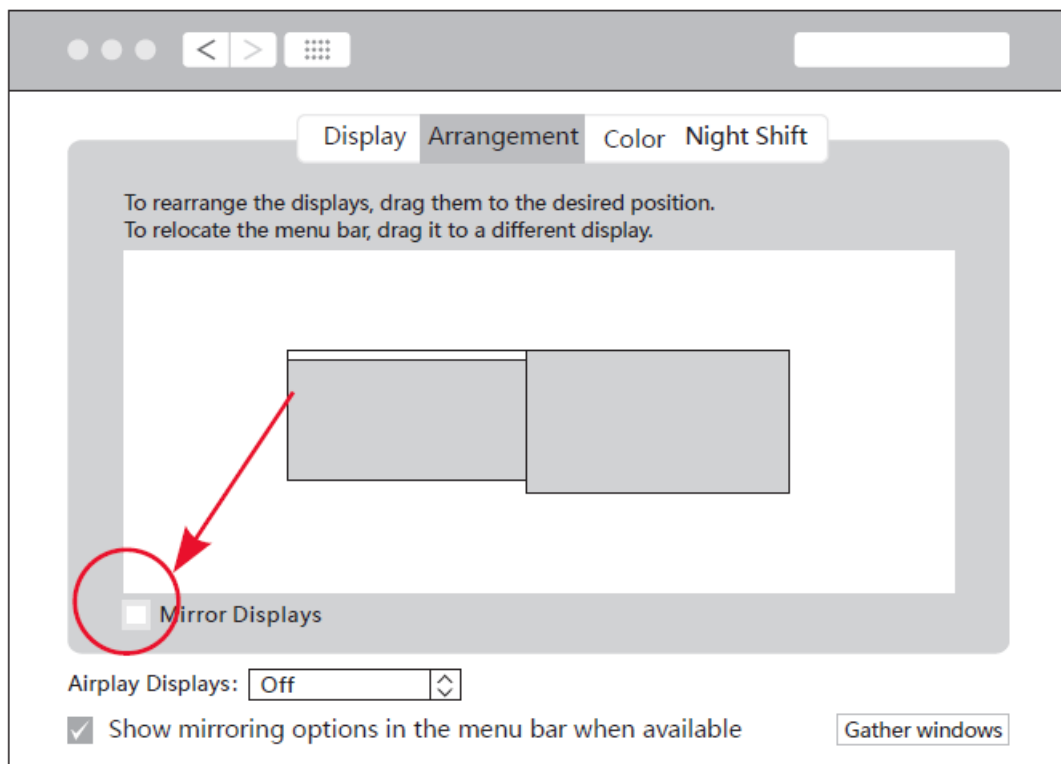 Display Arrangement Color Night Shift
To rearrange the displays, drag them to the desired position.
To relocate the menu bar, drag it to a different display.
Mirror Displays
Airplay Displays: Off
Show mirroring options in the menu bar when available Gather windows